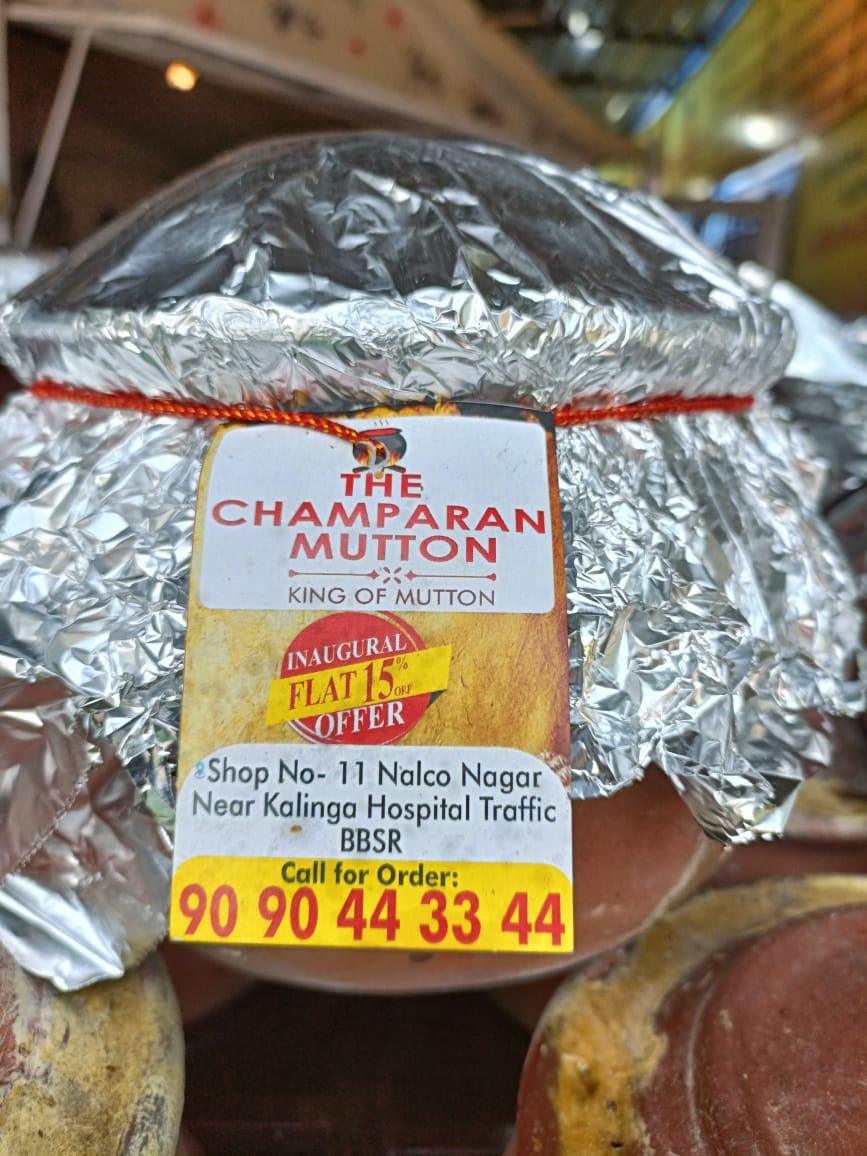 THE
CHAMPARAN
MUTTON
KING OF MUTTON
INAUGURAL
FLAT 15% OFF
OFFER
Shop No- 11 Nalco Nagar
Near Kalinga Hospital Traffic
BBSR
Call for Order:
90 90 44 33 44